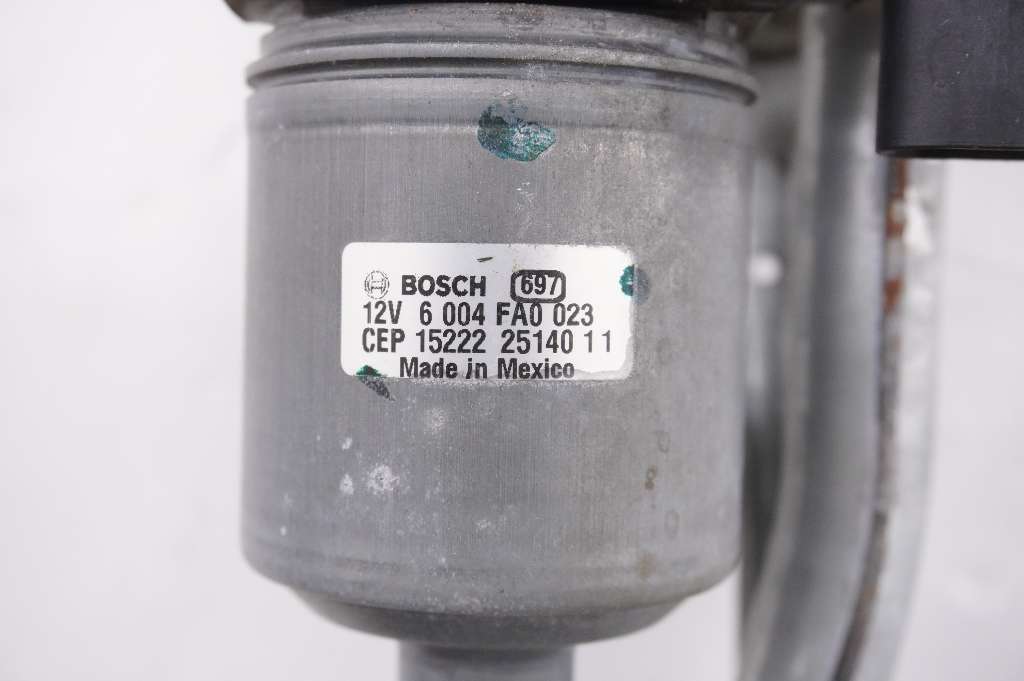 BOSCH 697
12V 6 004 FA0 023
CEP 15222 25140 11
Made in Mexico